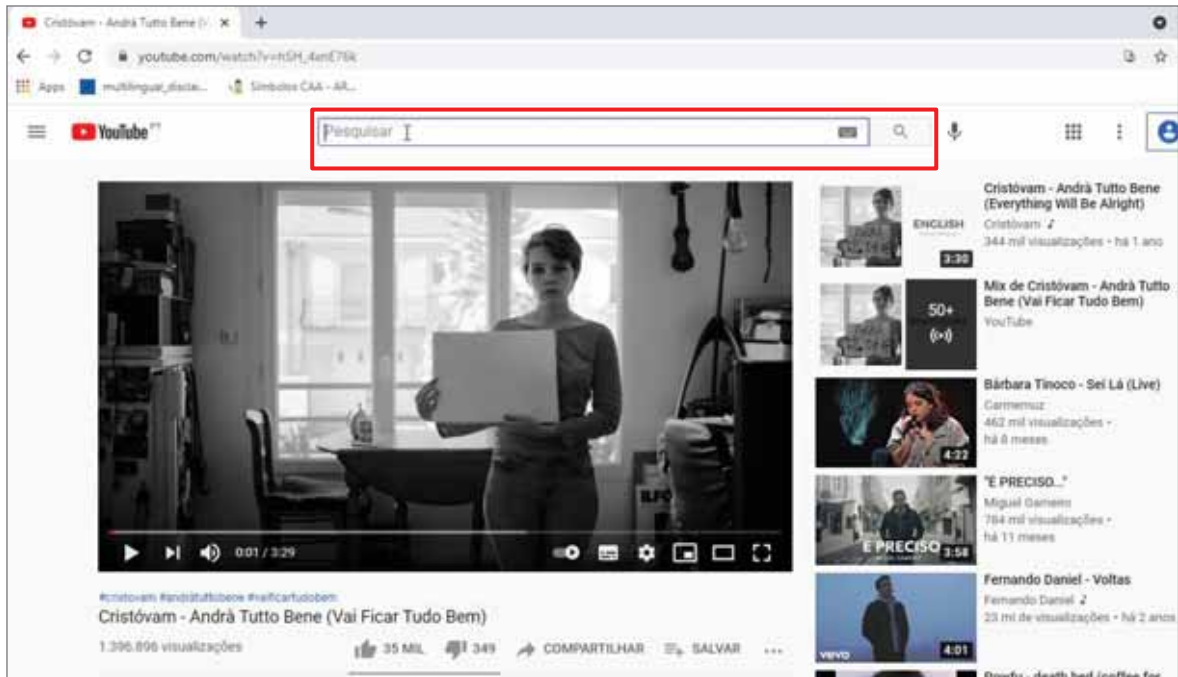 Cristóvam - Andrà Tutto Bene (
youtube.com/watch?v=
Apps
Símbolos CAA - AR...
YouTube PT
Pesquisar
Cristóvam - Andrà Tutto Bene
(Everything Will Be Alright)
Cristóvam
344 mil visualizações • há 1 ano
ENGLISH
3:30
Mix de Cristóvam - Andrà Tutto
Bene (Vai Ficar Tudo Bem)
YouTube
50+
Bárbara Tinoco - Sei Lá (Live)
Carmemuz
462 mil visualizações •
há 8 meses
4:22
"É PRECISO..."
Miguel Gameiro
784 mil visualizações •
há 11 meses
É PRECISO
3:58
Fernando Daniel - Voltas
Fernando Daniel
23 mi de visualizações • há 2 anos
vevo
4:01
ILFO
0:01 / 3:29
#cristovam #andràtuttobene #vaificartudobem
Cristóvam - Andrà Tutto Bene (Vai Ficar Tudo Bem)
1.396.896 visualizações
35 MIL
349
COMPARTILHAR
SALVAR